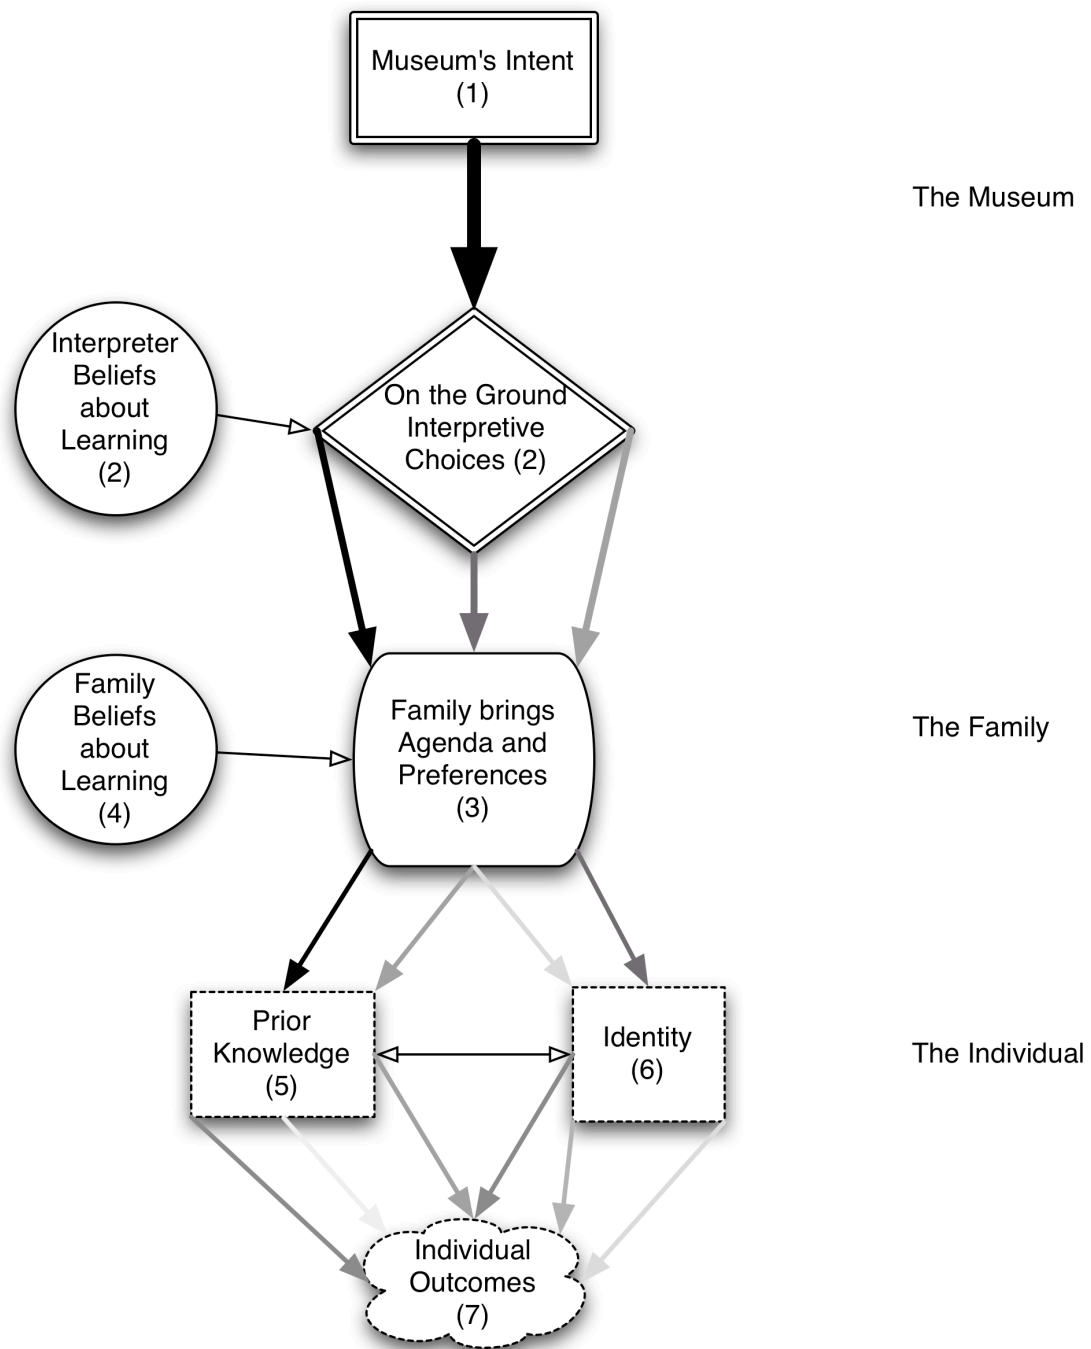 Museum's Intent
(1)
The Museum
Interpreter
Beliefs
about
Learning
(2)
On the Ground
Interpretive
Choices (2)
Family
Beliefs
about
Learning
(4)
Family brings
Agenda and
Preferences
(3)
The Family
Prior
Knowledge
(5)
Identity
(6)
The Individual
Individual
Outcomes
(7)